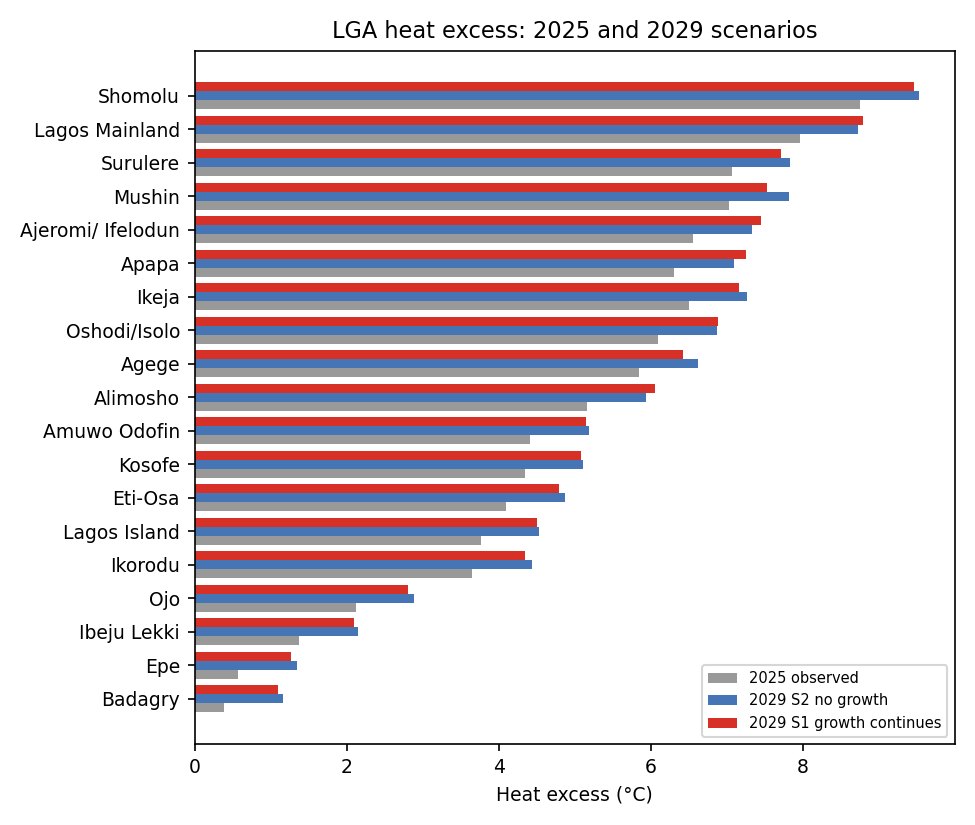 LGA heat excess: 2025 and 2029 scenarios
Shomolu
Lagos Mainland
Surulere
Mushin
Ajeromi/ Ifelodun
Apapa
Ikeja
Oshodi/Isolo
Agege
Alimosho
Amuwo Odofin
Kosofe
Eti-Osa
Lagos Island
Ikorodu
Ojo
Ibeju Lekki
Epe
Badagry
2025 observed
2029 S2 no growth
2029 S1 growth continues
0 2 4 6 8
Heat excess (°C)